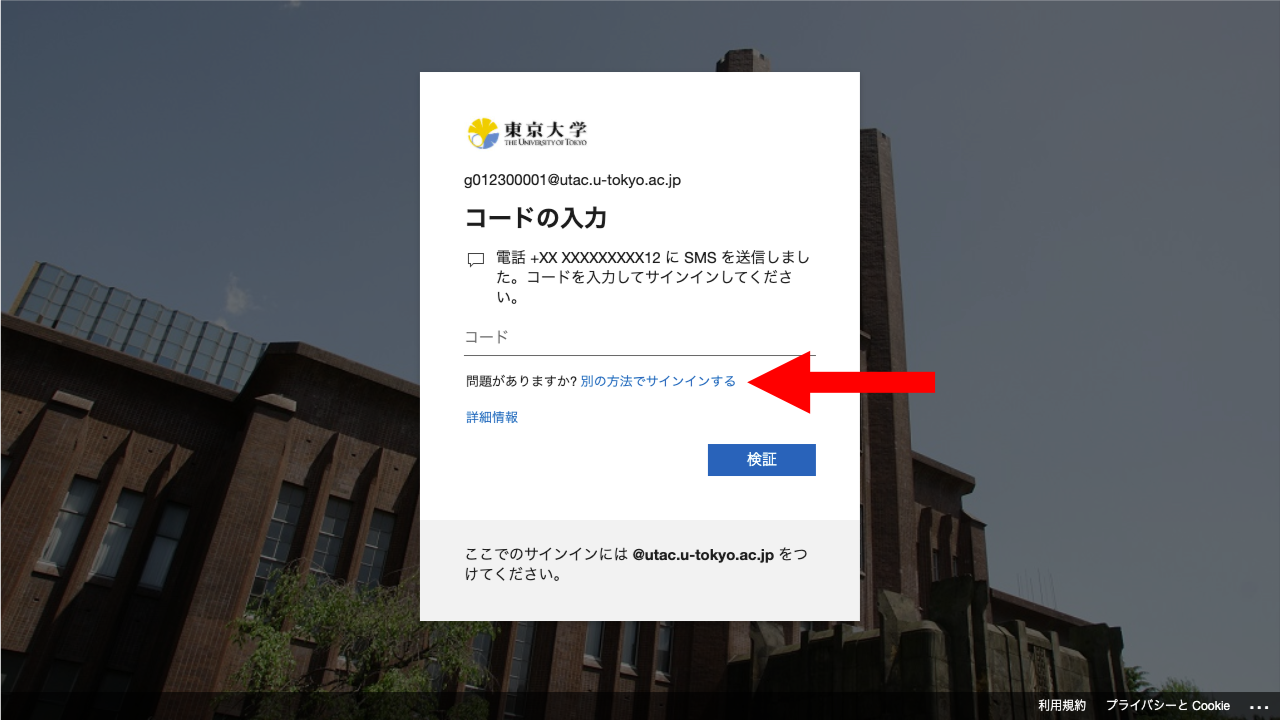 東京大学
THE UNIVERSITY OF TOKYO
g012300001@utac.u-tokyo.ac.jp
コードの入力
電話 +XX XXXXXXXXX12 に SMS を送信しまし
た。コードを入力してサインインしてくださ
い。
コード
問題がありますか? 別の方法でサインインする
詳細情報
検証
ここでのサインインには @utac.u-tokyo.ac.jp をつ
けてください。
利用規約 プライバシーと Cookie ...